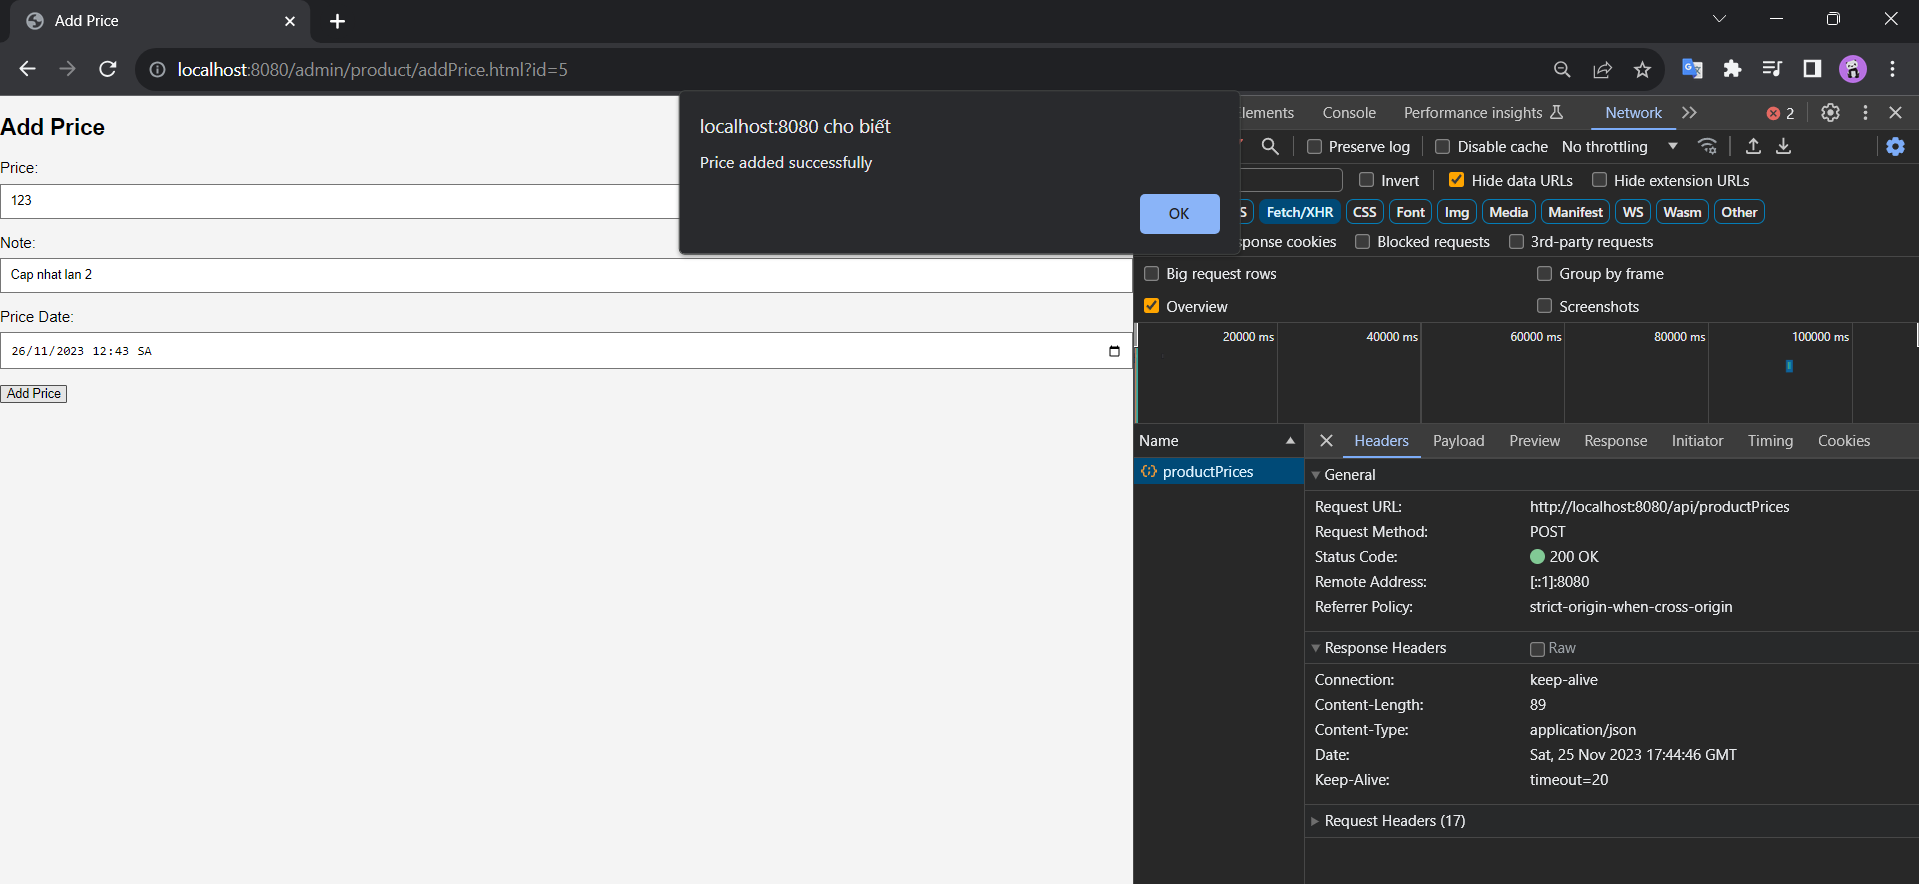 Add Price
localhost:8080/admin/product/addPrice.html?id=5
Add Price
Price:
123
Note:
Cap nhat lan 2
Price Date:
26/11/2023 12:43 SA
Add Price
localhost:8080 cho biết
Price added successfully
OK
lements Console Performance insights Network 2
Preserve log Disable cache No throttling
Invert Hide data URLs Hide extension URLs
S Fetch/XHR CSS Font Img Media Manifest WS Wasm Other
sponse cookies Blocked requests 3rd-party requests
Big request rows Group by frame
Overview Screenshots
20000 ms 40000 ms 60000 ms 80000 ms 100000 ms
Name Headers Payload Preview Response Initiator Timing Cookies
productPrices
General
Request URL: http://localhost:8080/api/productPrices
Request Method: POST
Status Code: 200 OK
Remote Address: [::1]:8080
Referrer Policy: strict-origin-when-cross-origin
Response Headers Raw
Connection: keep-alive
Content-Length: 89
Content-Type: application/json
Date: Sat, 25 Nov 2023 17:44:46 GMT
Keep-Alive: timeout=20
Request Headers (17)